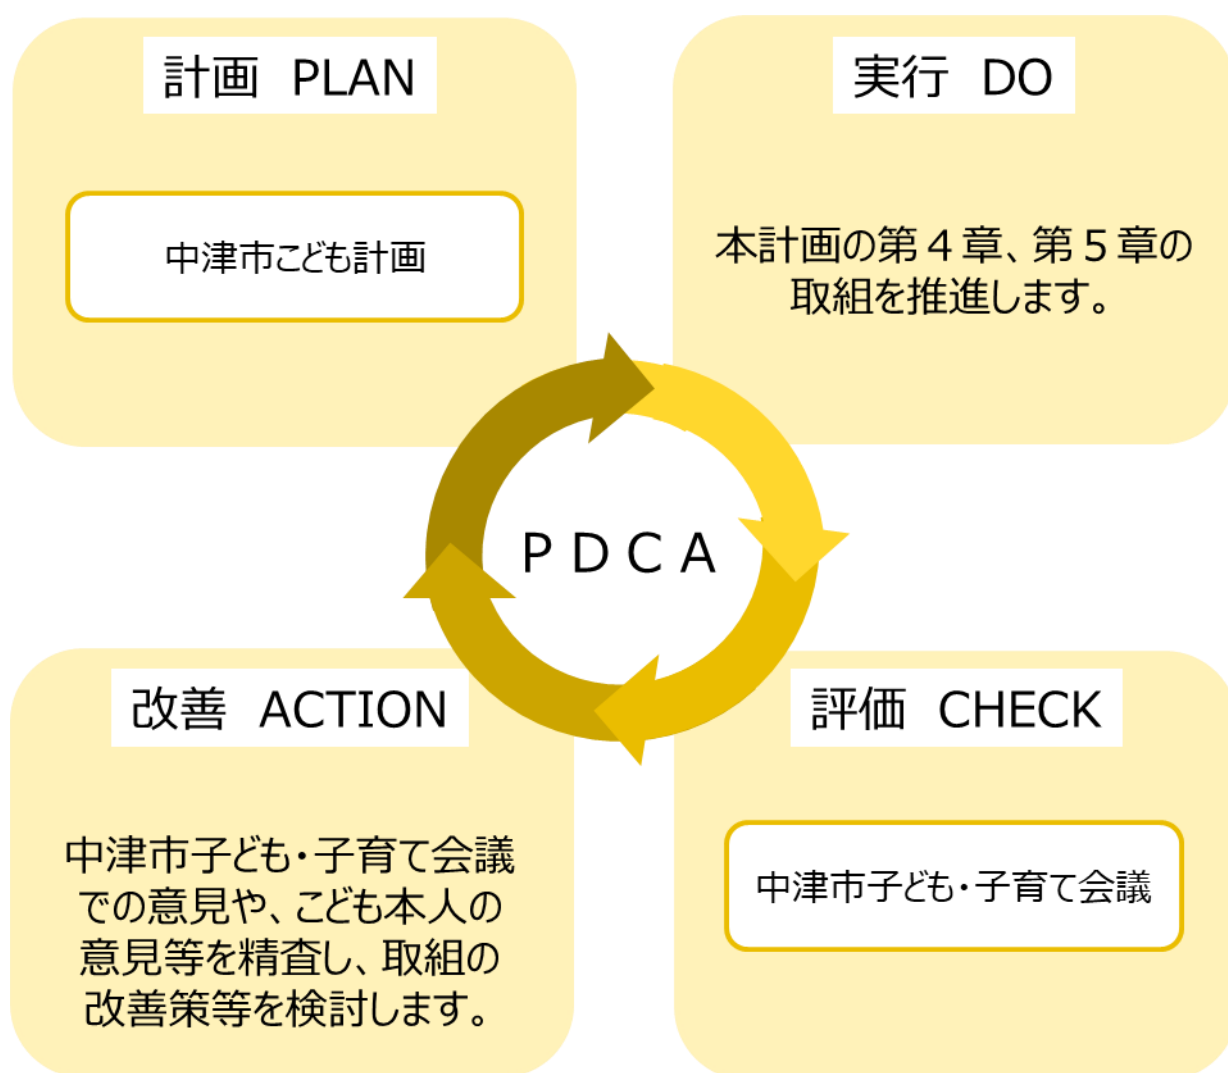 計画 PLAN
中津市こども計画
実行 DO
本計画の第４章、第５章の
取組を推進します。
ＰＤＣＡ
改善 ACTION
中津市子ども・子育て会議
での意見や、こども本人の
意見等を精査し、取組の
改善策等を検討します。
評価 CHECK
中津市子ども・子育て会議